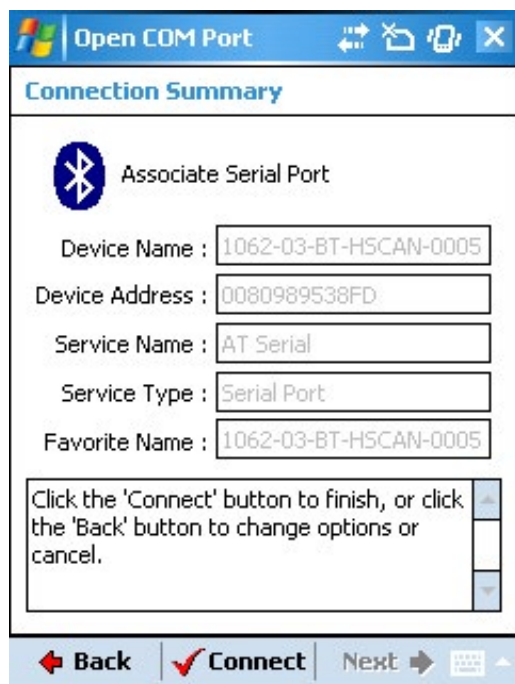 Open COM Port
Connection Summary
Associate Serial Port
Device Name : 1062-03-BT-HSCAN-0005
Device Address : 0080989538FD
Service Name : AT Serial
Service Type : Serial Port
Favorite Name : 1062-03-BT-HSCAN-0005
Click the 'Connect' button to finish, or click
the 'Back' button to change options or
cancel.
Back Connect Next